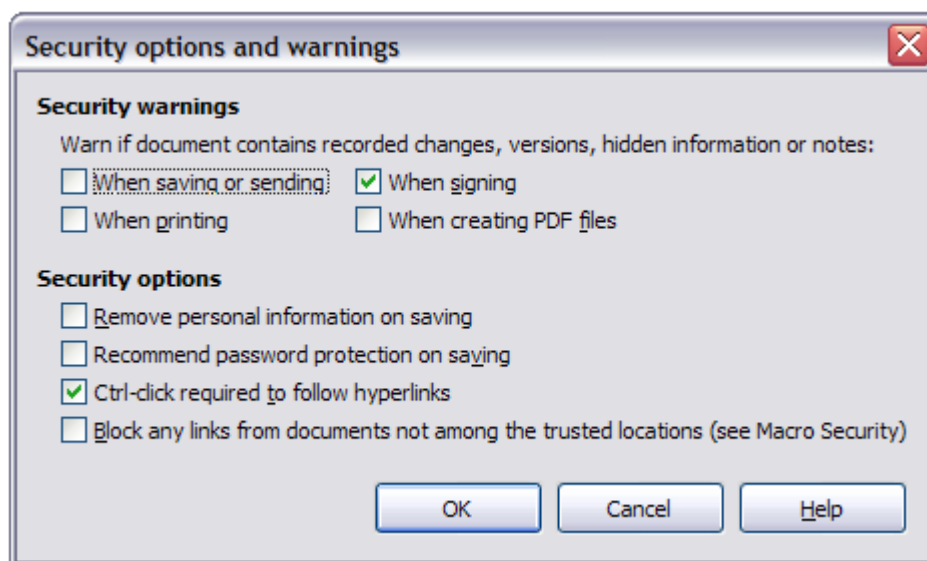 Security options and warnings
Security warnings
Warn if document contains recorded changes, versions, hidden information or notes:
When saving or sending When signing
When printing When creating PDF files
Security options
Remove personal information on saving
Recommend password protection on saving
Ctrl-click required to follow hyperlinks
Block any links from documents not among the trusted locations (see Macro Security)
OK Cancel Help